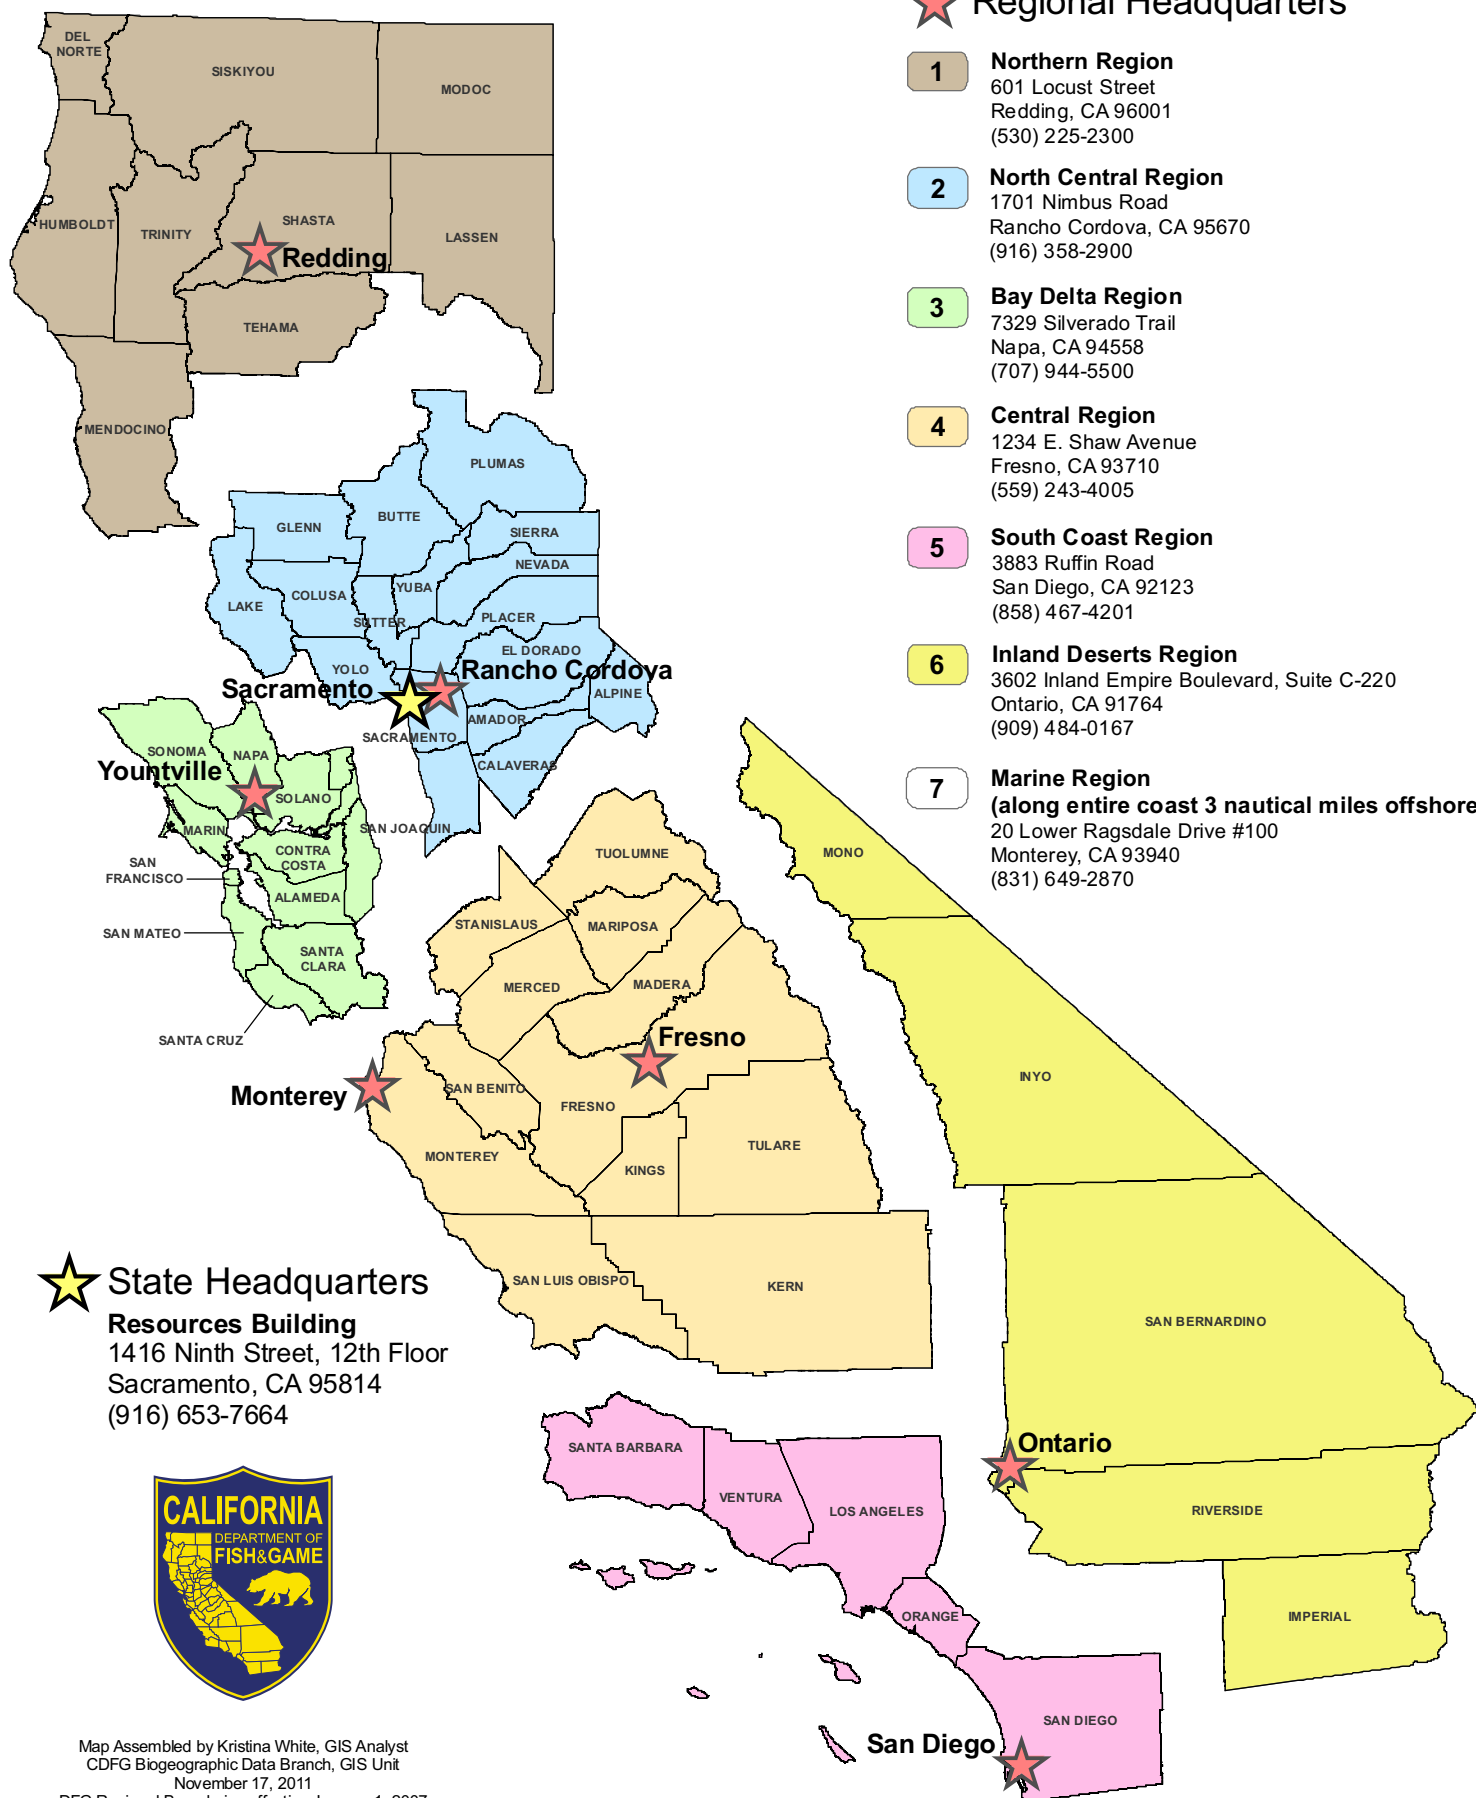 Regional Headquarters
1
Northern Region
601 Locust Street
Redding, CA 96001
(530) 225-2300
2
North Central Region
1701 Nimbus Road
Rancho Cordova, CA 95670
(916) 358-2900
3
Bay Delta Region
7329 Silverado Trail
Napa, CA 94558
(707) 944-5500
4
Central Region
1234 E. Shaw Avenue
Fresno, CA 93710
(559) 243-4005
5
South Coast Region
3883 Ruffin Road
San Diego, CA 92123
(858) 467-4201
6
Inland Deserts Region
3602 Inland Empire Boulevard, Suite C-220
Ontario, CA 91764
(909) 484-0167
7
Marine Region
(along entire coast 3 nautical miles offshore
20 Lower Ragsdale Drive #100
Monterey, CA 93940
(831) 649-2870
DEL
NORTE
SISKIYOU
MODOC
HUMBOLDT
TRINITY
SHASTA
LASSEN
Redding
TEHAMA
MENDOCINO
PLUMAS
GLENN
BUTTE
SIERRA
NEVADA
LAKE
COLUSA
YUBA
SUTTER
PLACER
YOLO
EL DORADO
Rancho Cordova
Sacramento
ALPINE
AMADOR
SACRAMENTO
CALAVERAS
SAN JOAQUIN
SONOMA
NAPA
Yountville
SOLANO
MARIN
CONTRA
COSTA
SAN
FRANCISCO
ALAMEDA
SAN MATEO
SANTA
CLARA
SANTA CRUZ
TUOLUMNE
STANISLAUS
MARIPOSA
MERCED
MADERA
Fresno
Monterey
SAN BENITO
FRESNO
MONTEREY
KINGS
TULARE
SAN LUIS OBISPO
KERN
MONO
INYO
SAN BERNARDINO
Ontario
RIVERSIDE
IMPERIAL
SANTA BARBARA
VENTURA
LOS ANGELES
ORANGE
SAN DIEGO
San Diego
State Headquarters
Resources Building
1416 Ninth Street, 12th Floor
Sacramento, CA 95814
(916) 653-7664
CALIFORNIA
DEPARTMENT OF
FISH&GAME
Map Assembled by Kristina White, GIS Analyst
CDFG Biogeographic Data Branch, GIS Unit
November 17, 2011